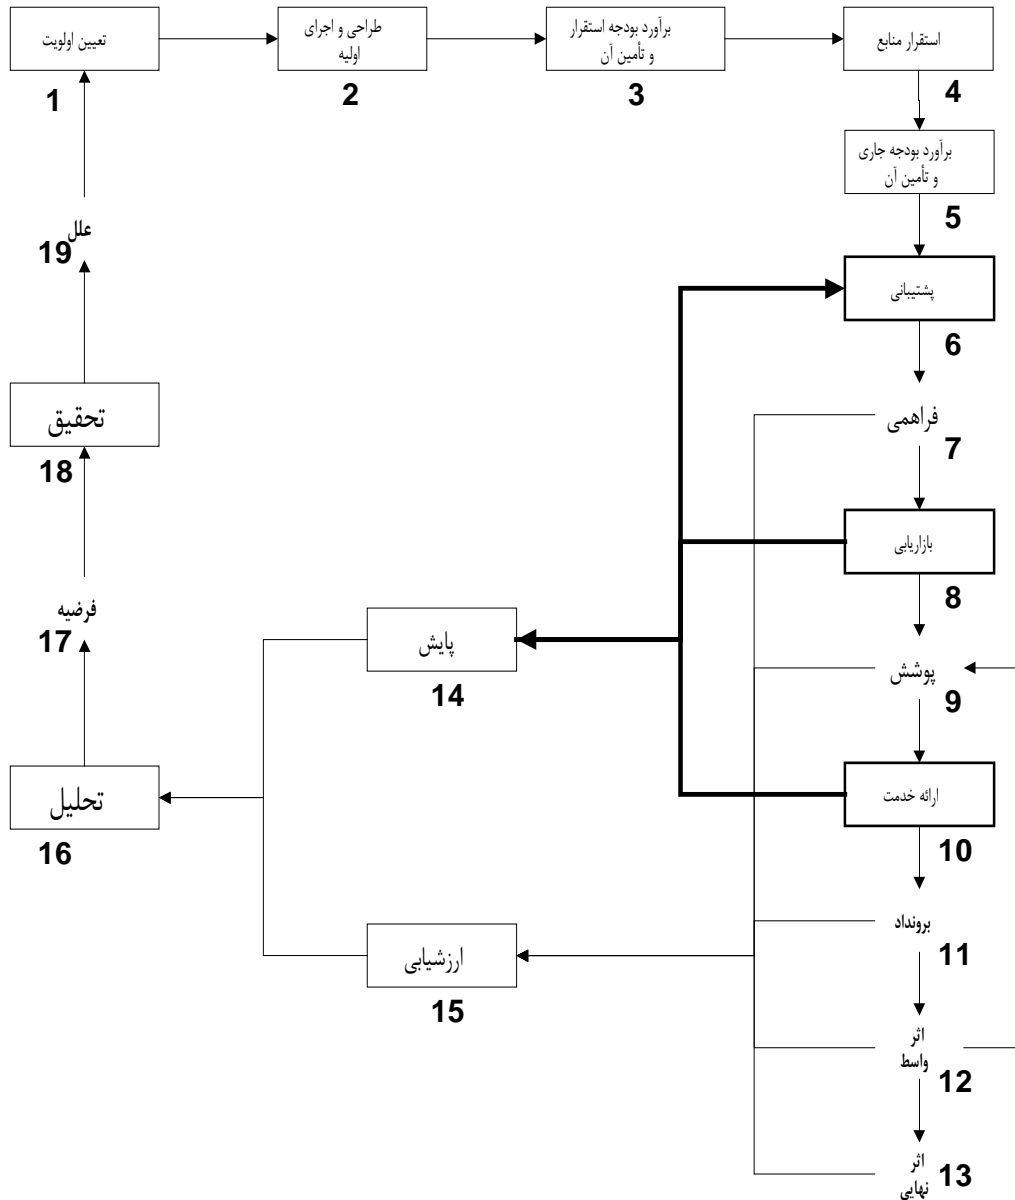 تعیین اولویت
1
طراحی و اجرای
اولیه
2
برآورد بودجه استقرار
و تأمین آن
3
استقرار منابع
4
برآورد بودجه جاری
و تأمین آن
5
پشتیبانی
6
فراهمی
7
بازاریابی
8
پوشش
9
ارائه خدمت
10
برونداد
11
اثر
واسط
12
اثر
نهایی
13
پایش
14
ارزشیابی
15
تحلیل
16
فرضیه
17
تحقیق
18
علل
19